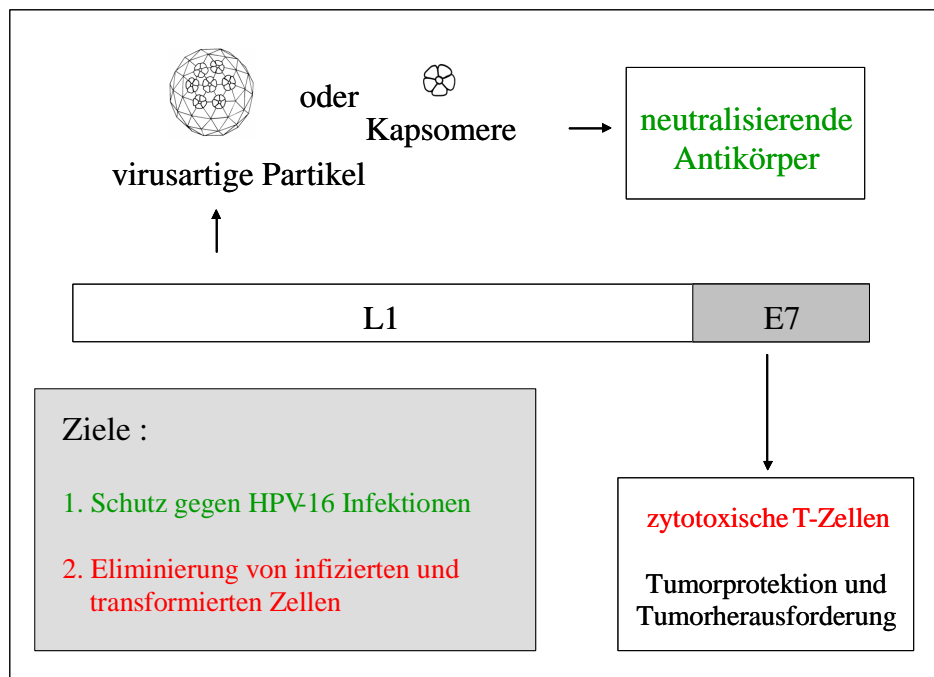 oder
Kapsomere
virusartige Partikel
neutralisierende
Antikörper
L1
E7
Ziele :
1. Schutz gegen HPV-16 Infektionen
2. Eliminierung von infizierten und
transformierten Zellen
zytotoxische T-Zellen
Tumorprotektion und
Tumorherausforderung